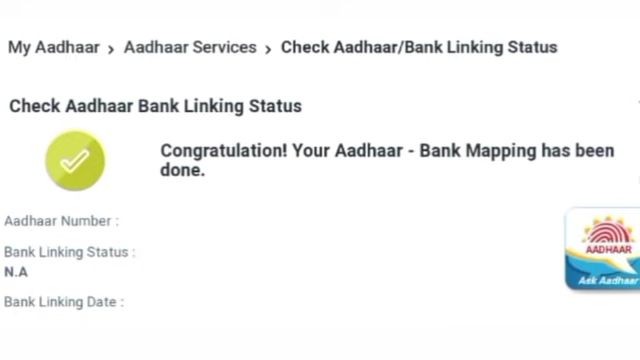 My Aadhaar › Aadhaar Services › Check Aadhaar/Bank Linking Status
Check Aadhaar Bank Linking Status
Congratulation! Your Aadhaar - Bank Mapping has been
done.
Aadhaar Number :
AADHAAR
Bank Linking Status :
N.A
Ask Aadhaar
Bank Linking Date :